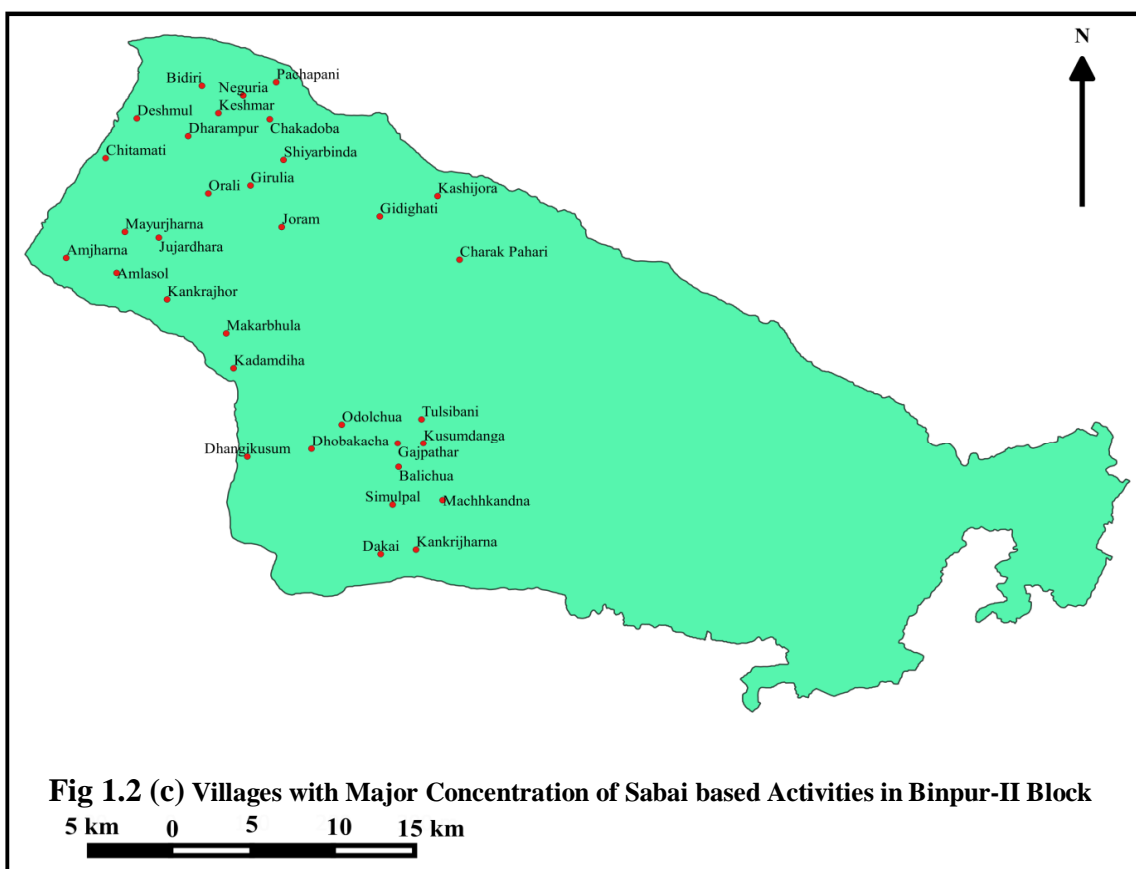 N
Pachapani
Bidiri
Neguria
Keshmar
Deshmul
Chakadoba
Dharampur
Chitamati
Shiyarbinda
Girulia
Orali
Kashijora
Gidighati
Joram
Mayurjharna
Jujardhara
Amjharna
Charak Pahari
Amlasol
Kankrajhor
Makarbhula
Kadamdiha
Odolchua
Tulsibani
Dhangikusum
Dhobakacha
Kusumdanga
Gajpathar
Balichua
Simulpal
Machhkandna
Dakai
Kankrijharna
Fig 1.2 (c) Villages with Major Concentration of Sabai based Activities in Binpur-II Block
5 km 0 5 10 15 km